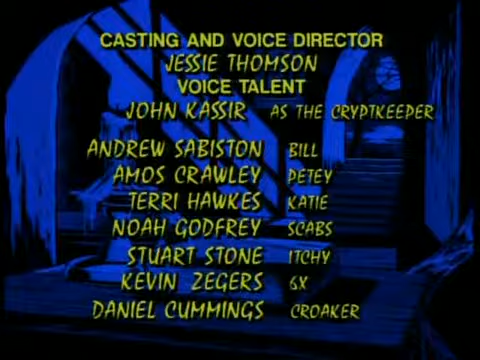 CASTING AND VOICE DIRECTOR
JESSIE THOMSON
VOICE TALENT
JOHN KASSIR AS THE CRYPTKEEPER
ANDREW SABISTON BILL
AMOS CRAWLEY PETEY
TERRI HAWKES KATIE
NOAH GODFREY SCABS
STUART STONE ITCHY
KEVIN ZEGERS 6X
DANIEL CUMMINGS CROAKER